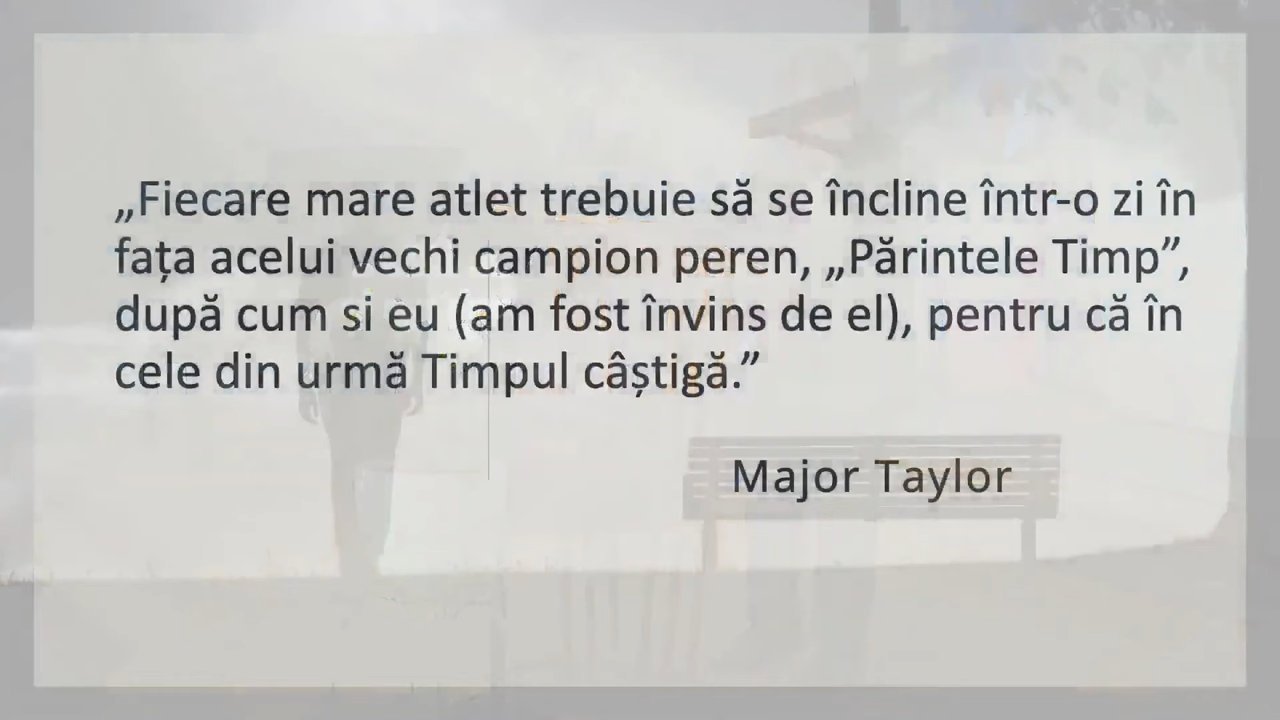 „Fiecare mare atlet trebuie să se încline într-o zi în
fața acelui vechi campion peren, „Părintele Timp”,
după cum si eu (am fost învins de el), pentru că în
cele din urmă Timpul câștigă.”
Major Taylor